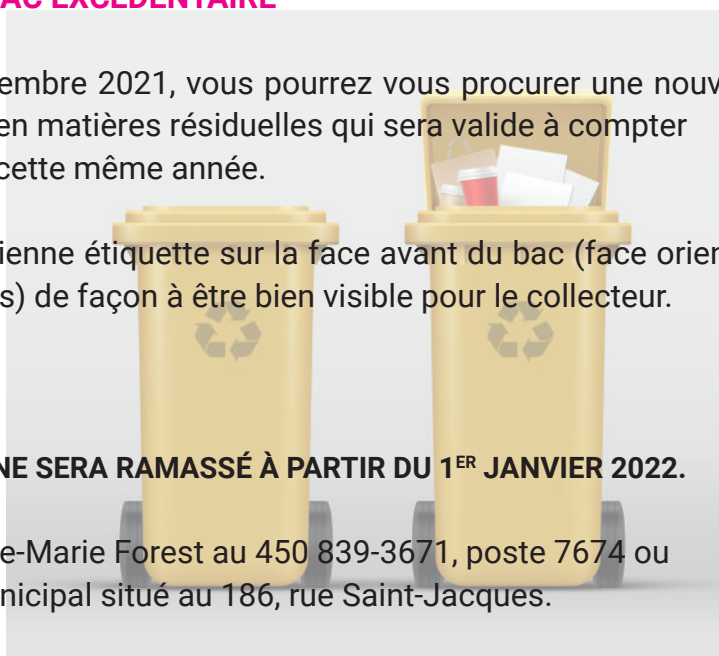 AC EXCÉDENTAIRE
embre 2021, vous pourrez vous procurer une nouv
en matières résiduelles qui sera valide à compter
cette même année.
ienne étiquette sur la face avant du bac (face orien
s) de façon à être bien visible pour le collecteur.
NE SERA RAMASSÉ À PARTIR DU 1ER JANVIER 2022.
e-Marie Forest au 450 839-3671, poste 7674 ou
nicipal situé au 186, rue Saint-Jacques.